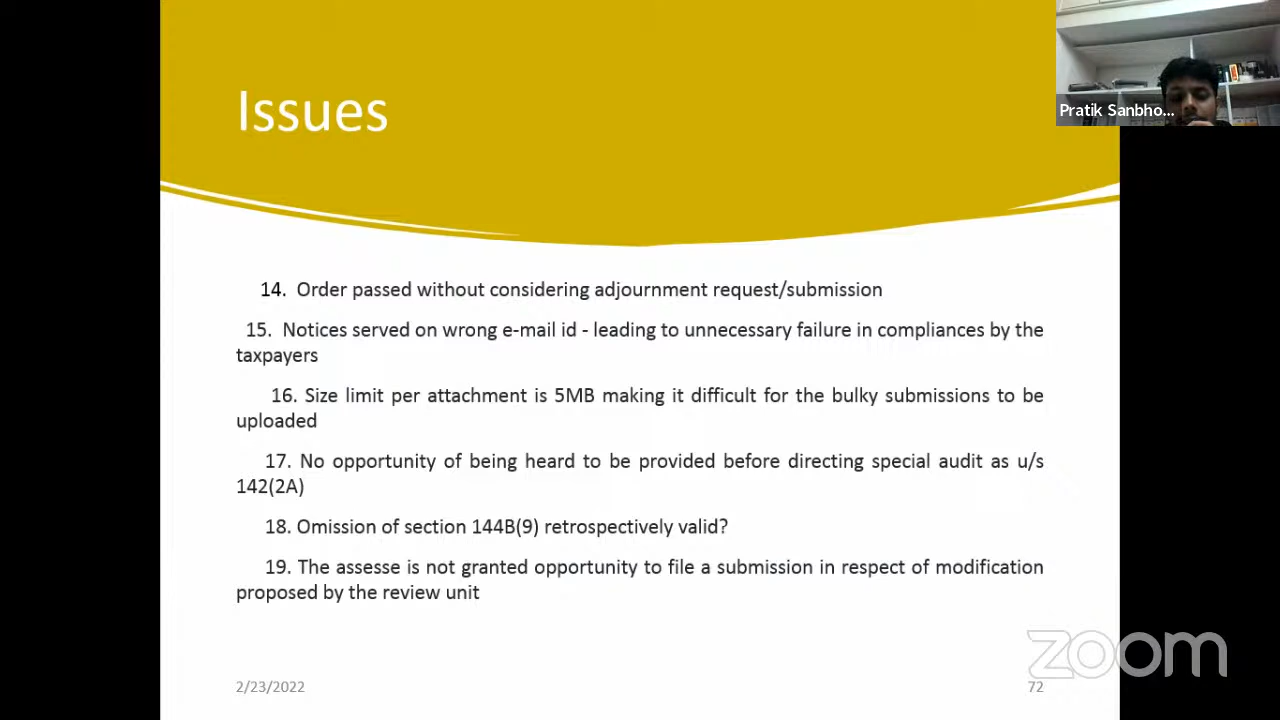 Issues
Pratik Sanbho...
14. Order passed without considering adjournment request/submission
15. Notices served on wrong e-mail id - leading to unnecessary failure in compliances by the
taxpayers
16. Size limit per attachment is 5MB making it difficult for the bulky submissions to be
uploaded
17. No opportunity of being heard to be provided before directing special audit as u/s
142(2A)
18. Omission of section 144B(9) retrospectively valid?
19. The assesse is not granted opportunity to file a submission in respect of modification
proposed by the review unit
zoom
2/23/2022
72